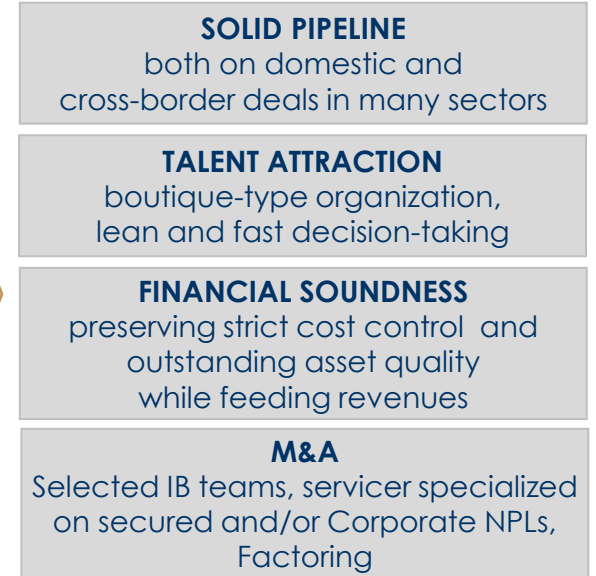 SOLID PIPELINE
both on domestic and
cross-border deals in many sectors
TALENT ATTRACTION
boutique-type organization,
lean and fast decision-taking
FINANCIAL SOUNDNESS
preserving strict cost control and
outstanding asset quality
while feeding revenues
M&A
Selected IB teams, servicer specialized
on secured and/or Corporate NPLs,
Factoring